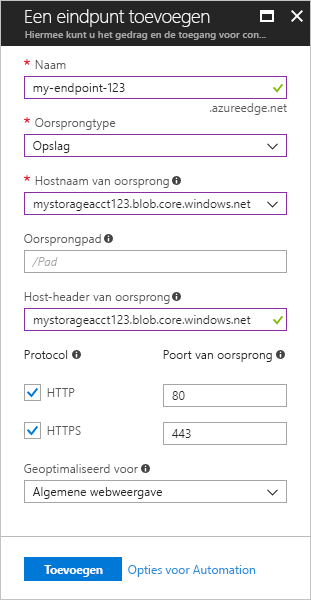 Een eindpunt toevoegen
Hiermee kunt u het gedrag en de toegang voor con...
* Naam
my-endpoint-123
.azureedge.net
* Oorsprongtype
Opslag
* Hostnaam van oorsprong
mystorageacct123.blob.core.windows.net
Oorsprongpad
/Pad
Host-header van oorsprong
mystorageacct123.blob.core.windows.net
Protocol Poort van oorsprong
HTTP 80
HTTPS 443
Geoptimaliseerd voor
Algemene webweergave
Toevoegen Opties voor Automation